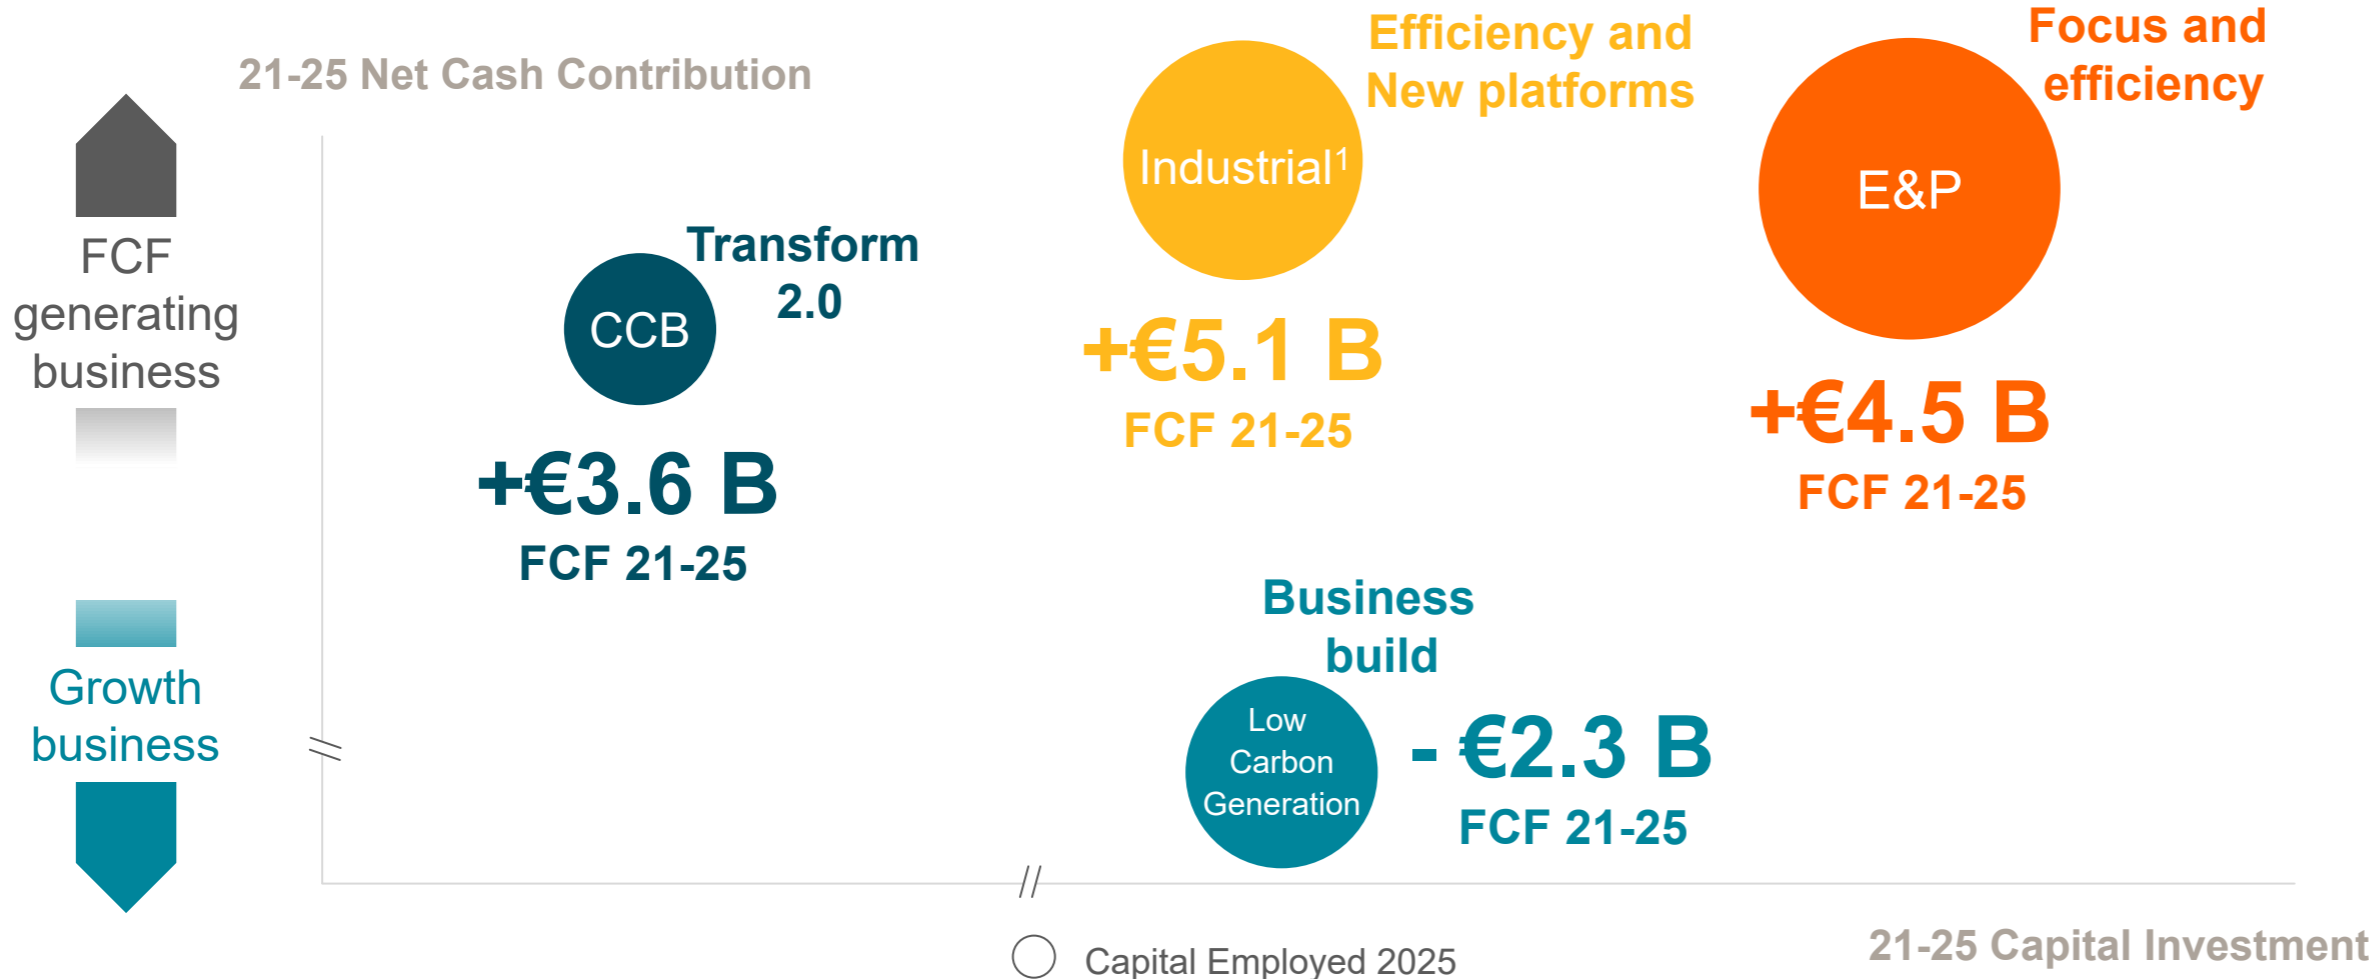 21-25 Net Cash Contribution
FCF
generating
business
Growth
business
CCB
Transform
2.0
+€3.6 B
FCF 21-25
Industrial¹
Efficiency and
New platforms
+€5.1 B
FCF 21-25
E&P
Focus and
efficiency
+€4.5 B
FCF 21-25
Business
build
Low
Carbon
Generation
- €2.3 B
FCF 21-25
Capital Employed 2025
21-25 Capital Investment